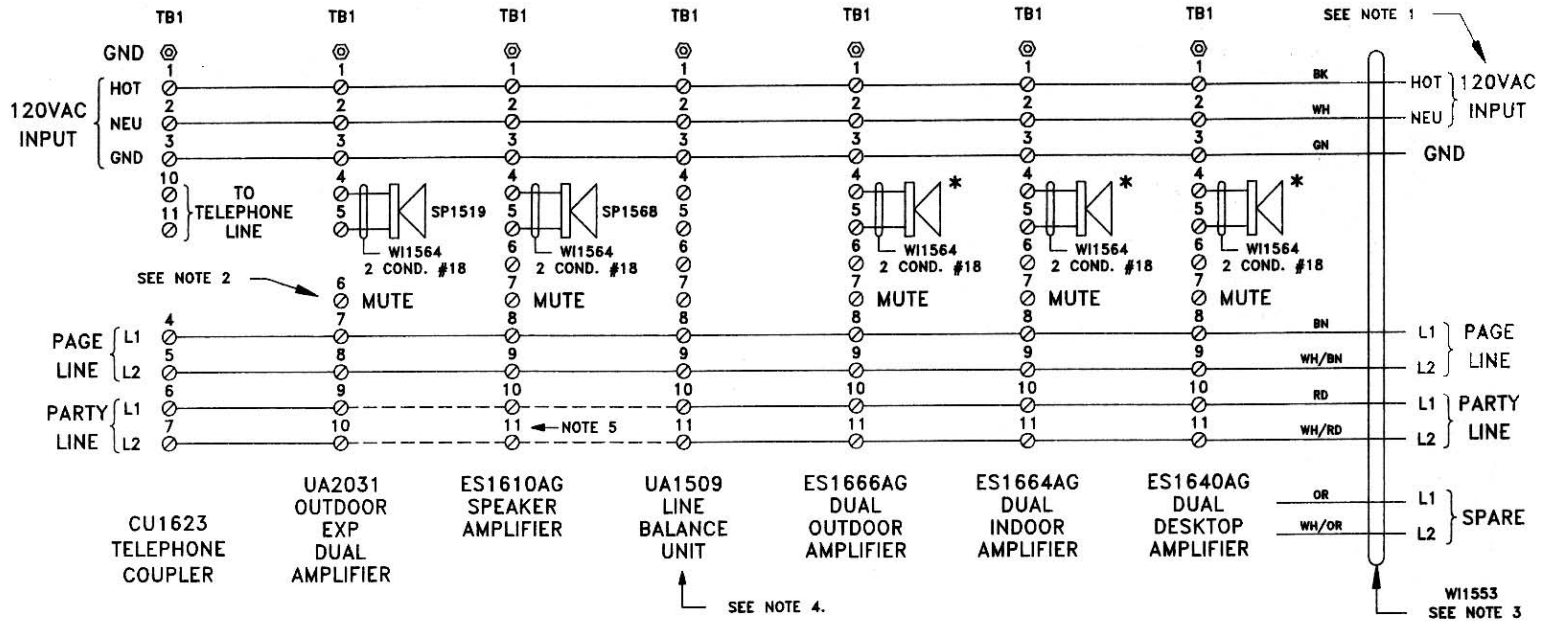 TB1 TB1 TB1 TB1 TB1 TB1 TB1
SEE NOTE 1
GND
1 1 1 1 1 1 1
HOT BK HOT
2 2 2 2 2 2 2
120VAC
INPUT
NEU WH NEU
120VAC
INPUT
3 3 3 3 3 3 3
GND GN GND
10 4 4 4 4 4 4
TO
TELEPHONE
LINE
SP1519 SP1568 * * *
11 5 5 5 5 5 5
WI1564
2 COND. #18
WI1564
2 COND. #18
WI1564
2 COND. #18
WI1564
2 COND. #18
WI1564
2 COND. #18
6 6 6 6 6
SEE NOTE 2
6 7 7 7 7 7
MUTE MUTE MUTE MUTE MUTE
4 7 8 8 8 8 8
PAGE
LINE
L1 BN L1
PAGE
LINE
5 8 9 9 9 9 9
L2 WH/BN L2
6 9 10 10 10 10 10
PARTY
LINE
L1 RD L1
PARTY
LINE
7 10 11 NOTE 5 11 11 11 11
L2 WH/RD L2
CU1623
TELEPHONE
COUPLER
UA2031
OUTDOOR
EXP
DUAL
AMPLIFIER
ES1610AG
SPEAKER
AMPLIFIER
UA1509
LINE
BALANCE
UNIT
ES1666AG
DUAL
OUTDOOR
AMPLIFIER
ES1664AG
DUAL
INDOOR
AMPLIFIER
ES1640AG
DUAL
DESKTOP
AMPLIFIER
OR L1
SPARE
WH/OR L2
SEE NOTE 4.
WI1553
SEE NOTE 3